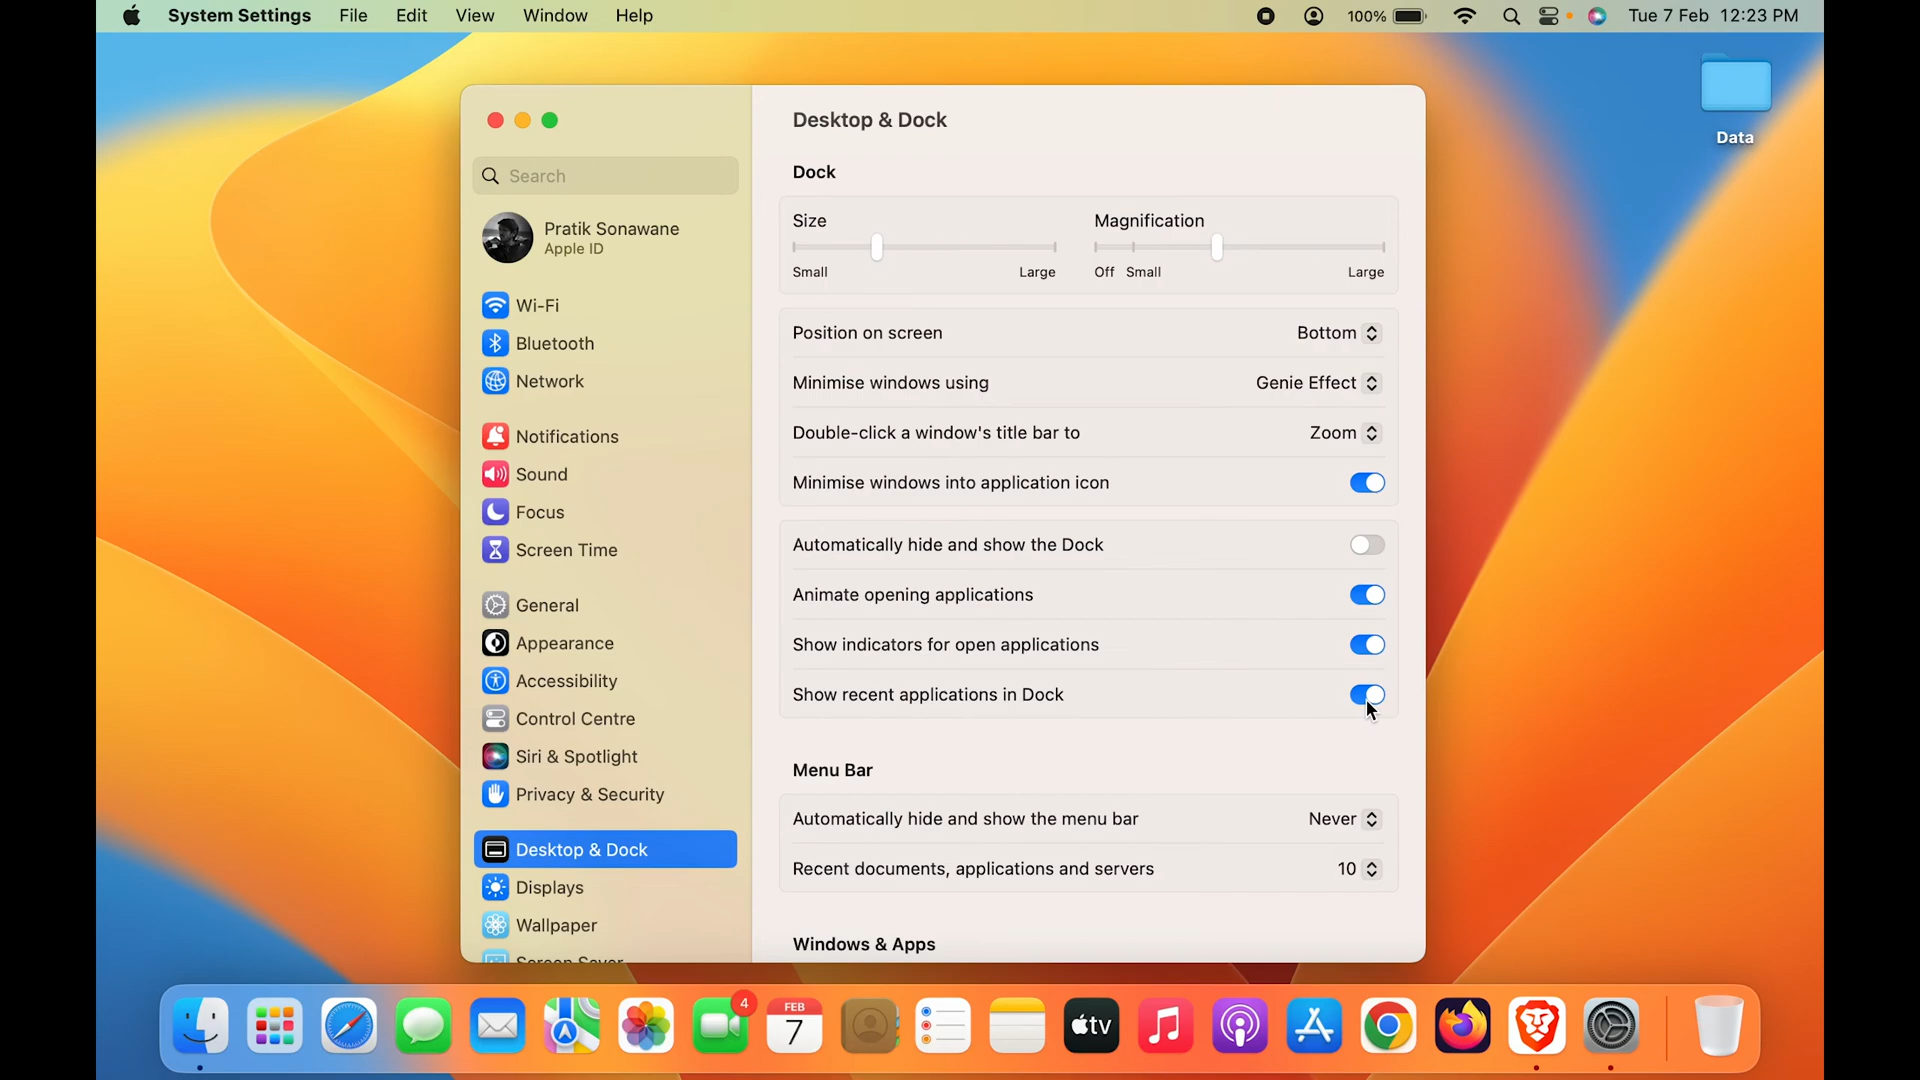 System Settings File Edit View Window Help 100% Tue 7 Feb 12:23 PM
Data
Search
Pratik Sonawane
Apple ID
Wi-Fi
Bluetooth
Network
Notifications
Sound
Focus
Screen Time
General
Appearance
Accessibility
Control Centre
Siri & Spotlight
Privacy & Security
Desktop & Dock
Displays
Wallpaper
Screen Saver
Desktop & Dock
Dock
Size Magnification
Small Large Off Small Large
Position on screen Bottom
Minimise windows using Genie Effect
Double-click a window's title bar to Zoom
Minimise windows into application icon
Automatically hide and show the Dock
Animate opening applications
Show indicators for open applications
Show recent applications in Dock
Menu Bar
Automatically hide and show the menu bar Never
Recent documents, applications and servers 10
Windows & Apps
4
FEB
7
tv